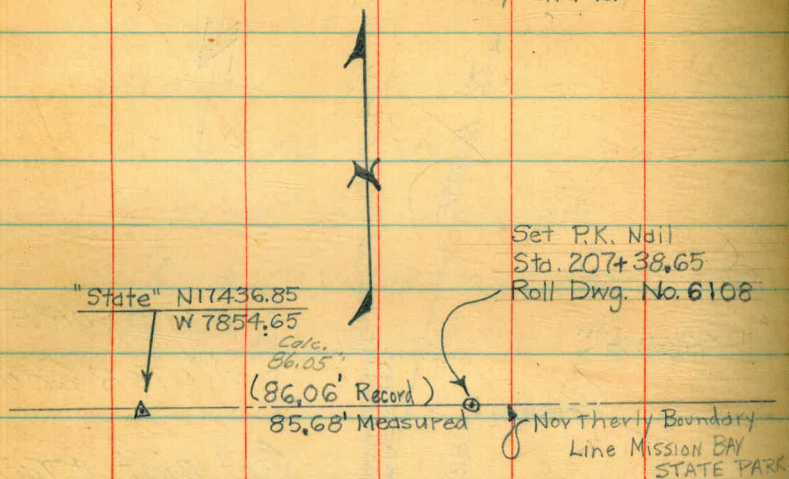 Set P.K. Nail
Sta. 207+38.65
Roll Dwg. No. 6108
"State" N17436.85
W 7854.65
Calc.
86.05'
(86.06' Record)
85.68' Measured
Northerly Boundary
Line MISSION BAY
STATE PARK